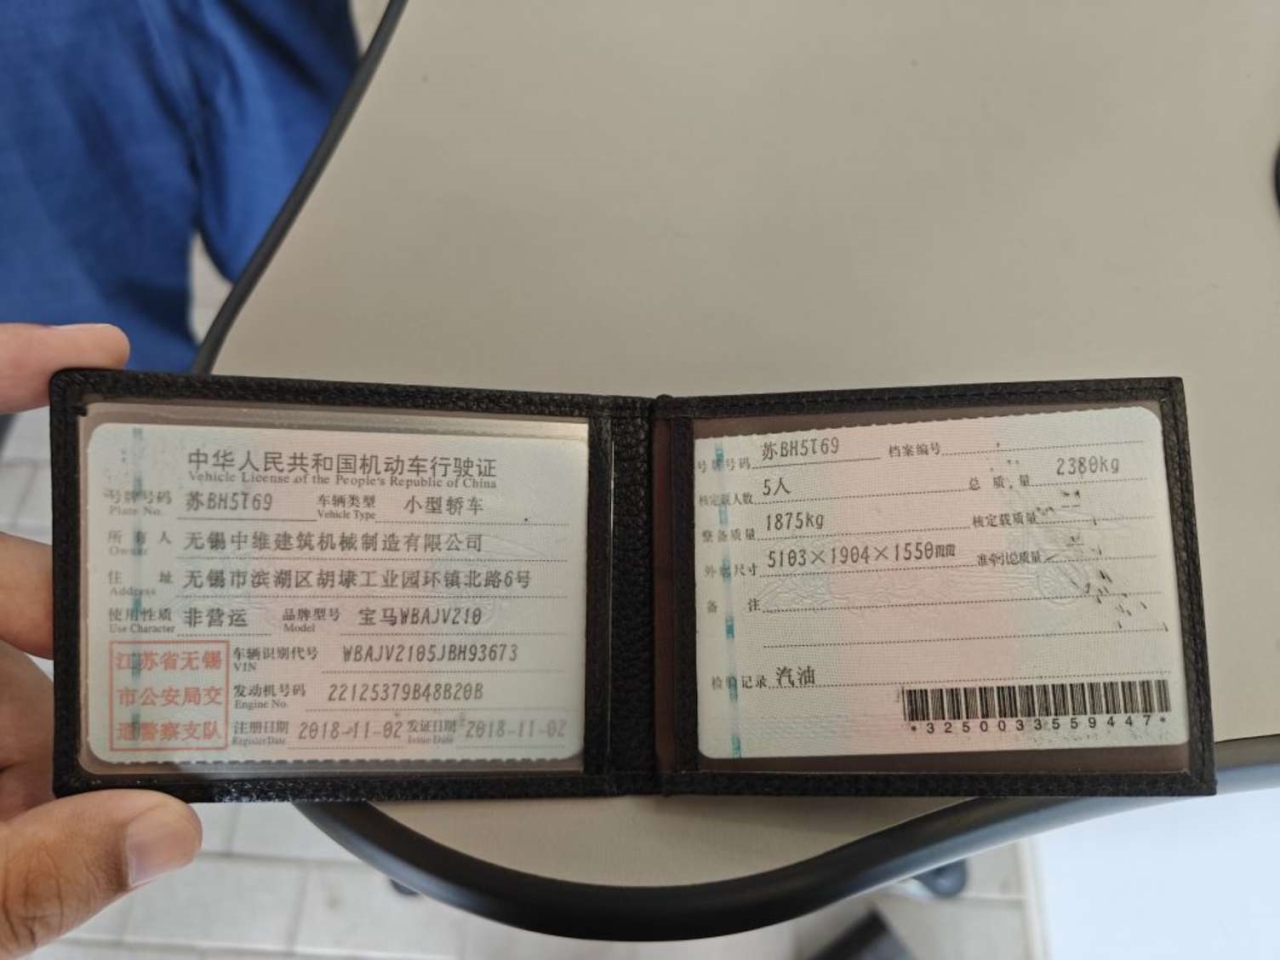 中华人民共和国机动车行驶证
Vehicle License of the People's Republic of China
号牌号码 苏BH5T69 车辆类型 小型轿车
Plate No. Vehicle Type
所有人 无锡中维建筑机械制造有限公司
Owner
住址 无锡市滨湖区胡埭工业园环镇北路6号
Address
使用性质 非营运 品牌型号 宝马WBAJV210
Use Character Model
江苏省无锡
市公安局交
通警察支队
车辆识别代号 WBAJV2105JBH93673
VIN
发动机号码 22125379B48B20B
Engine No.
注册日期 2018-11-02 发证日期 2018-11-02
Register Date Issue Date
号牌号码 苏BH5T69 档案编号
核定载人数 5人 总质量 2380kg
整备质量 1875kg 核定载质量
外廓尺寸 5103×1904×1550mm 准牵引总质量
备注
检验记录 汽油
*3250033559447*